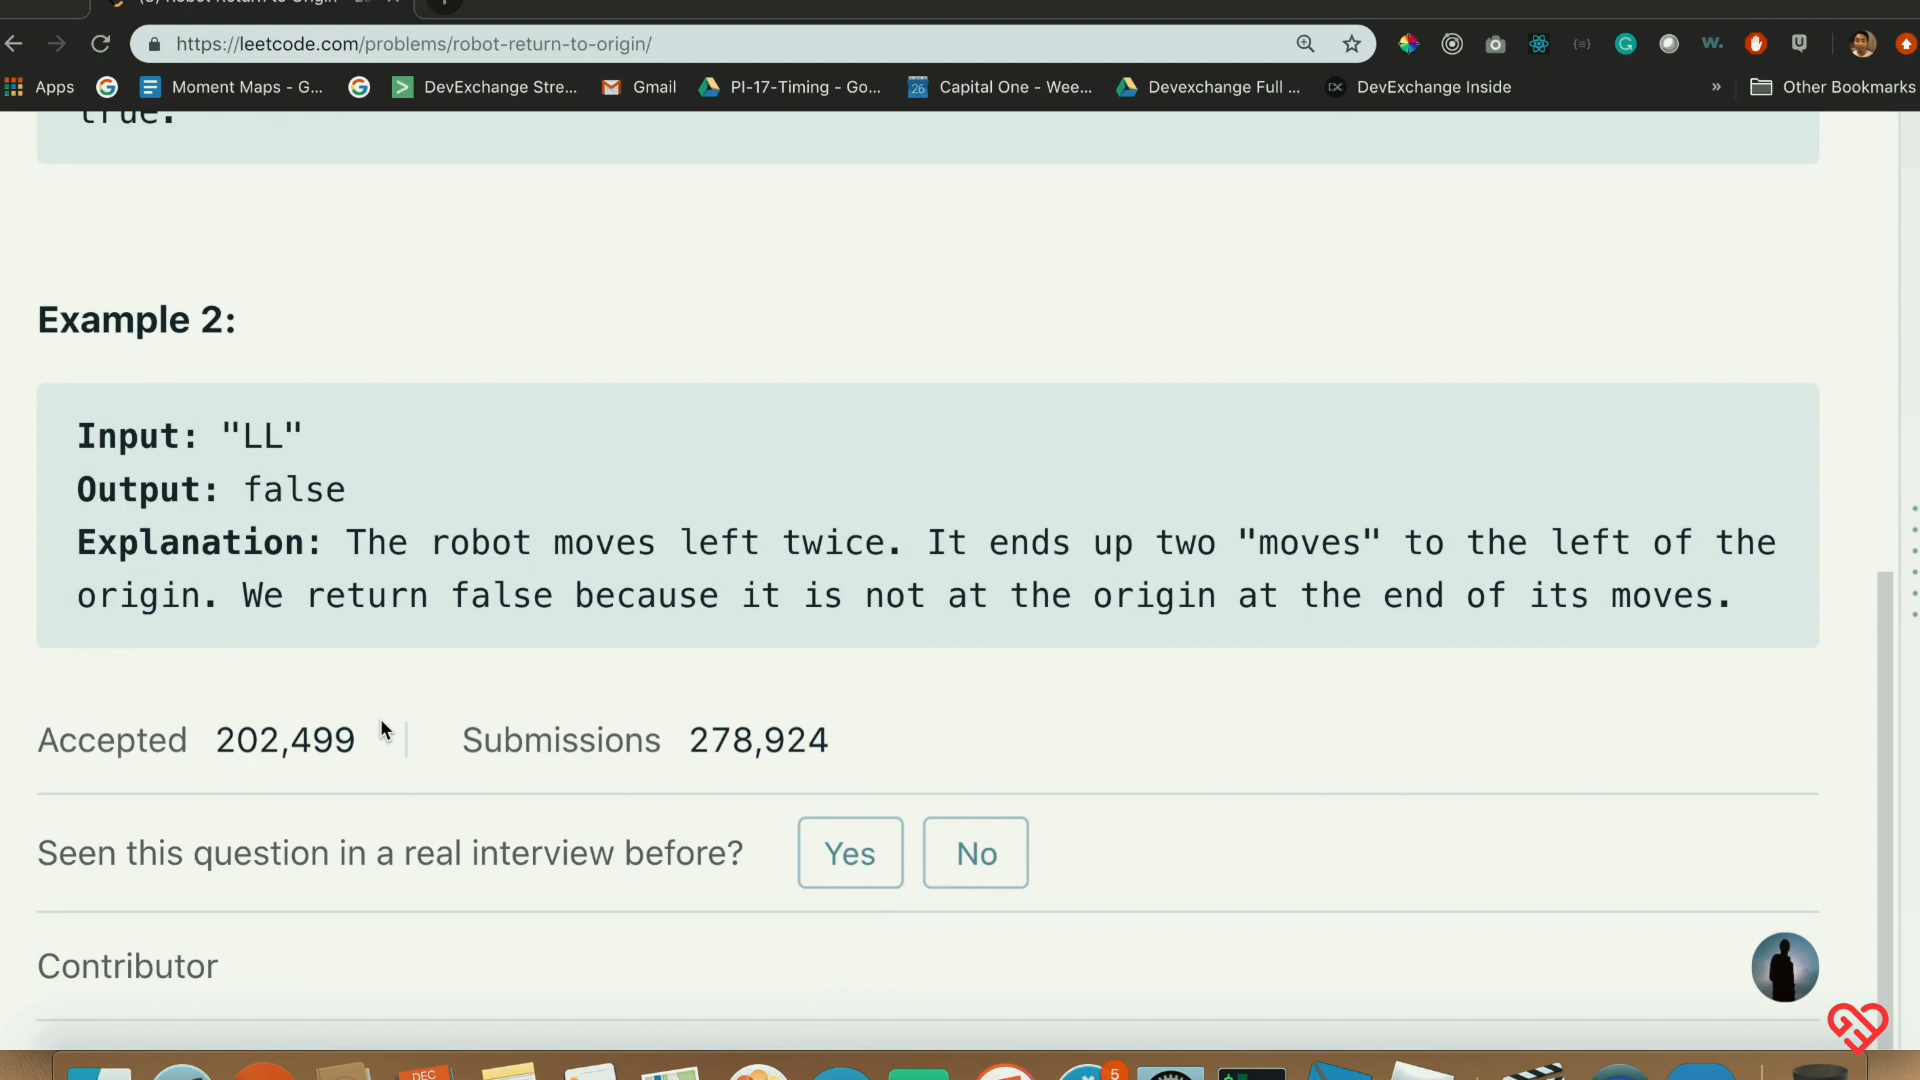 https://leetcode.com/problems/robot-return-to-origin/
Apps
Moment Maps - G...
DevExchange Stre...
Gmail
PI-17-Timing - Go...
26
Capital One - Wee...
Devexchange Full ...
DevExchange Inside
»
Other Bookmarks
true.
Example 2:
Input: "LL"
Output: false
Explanation: The robot moves left twice. It ends up two "moves" to the left of the
origin. We return false because it is not at the origin at the end of its moves.
Accepted 202,499
Submissions 278,924
Seen this question in a real interview before? Yes No
Contributor
DEC
5